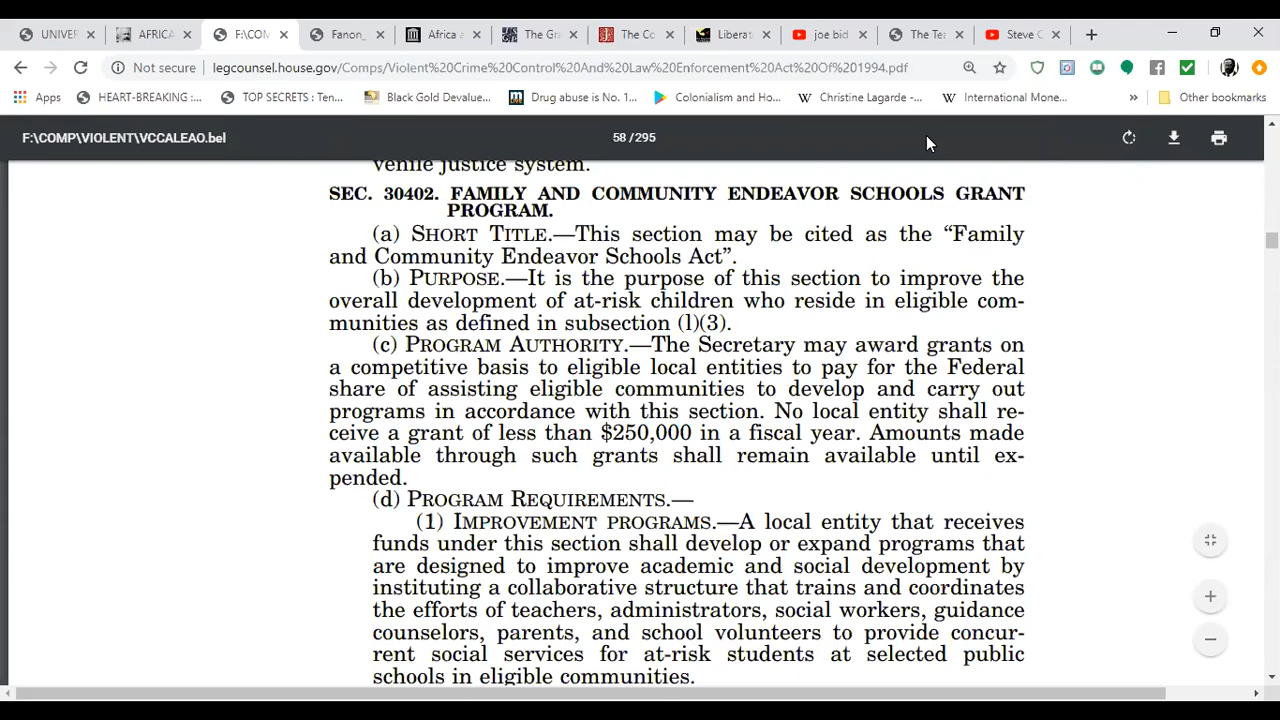 UNIVER
AFRICA
F:\COM
Fanon_
Africa a
The Gr
The Co
Liberat
joe bid
The Tea
Steve C
Not secure
legcounsel.house.gov/Comps/Violent%20Crime%20Control%20And%20Law%20Enforcement%20Act%20Of%201994.pdf
Apps
HEART-BREAKING :...
TOP SECRETS : Ten...
Black Gold Devalue...
Drug abuse is No. 1...
Colonialism and Ho...
Christine Lagarde -...
International Mone...
»
Other bookmarks
F:\COMP\VIOLENT\VCCALEAO.bel
58 / 295
venile justice system.
SEC. 30402. FAMILY AND COMMUNITY ENDEAVOR SCHOOLS GRANT
PROGRAM.
(a) SHORT TITLE.—This section may be cited as the “Family
and Community Endeavor Schools Act”.
(b) PURPOSE.—It is the purpose of this section to improve the
overall development of at-risk children who reside in eligible com-
munities as defined in subsection (l)(3).
(c) PROGRAM AUTHORITY.—The Secretary may award grants on
a competitive basis to eligible local entities to pay for the Federal
share of assisting eligible communities to develop and carry out
programs in accordance with this section. No local entity shall re-
ceive a grant of less than $250,000 in a fiscal year. Amounts made
available through such grants shall remain available until ex-
pended.
(d) PROGRAM REQUIREMENTS.—
(1) IMPROVEMENT PROGRAMS.—A local entity that receives
funds under this section shall develop or expand programs that
are designed to improve academic and social development by
instituting a collaborative structure that trains and coordinates
the efforts of teachers, administrators, social workers, guidance
counselors, parents, and school volunteers to provide concur-
rent social services for at-risk students at selected public
schools in eligible communities.